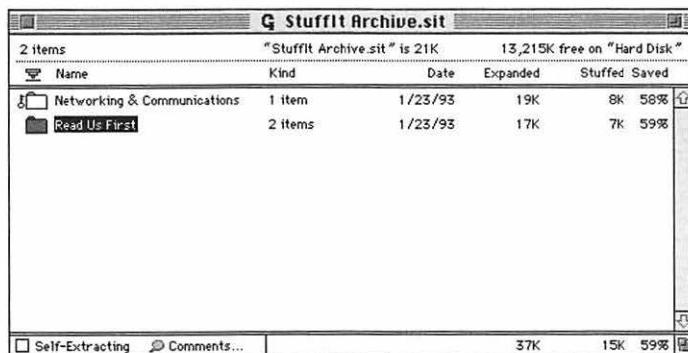 StuffIt Archive.sit
2 items "StuffIt Archive.sit" is 21K 13,215K free on "Hard Disk"
Name Kind Date Expanded Stuffed Saved
Networking & Communications 1 item 1/23/93 19K 8K 58%
Read Us First 2 items 1/23/93 17K 7K 59%
Self-Extracting Comments... 37K 15K 59%